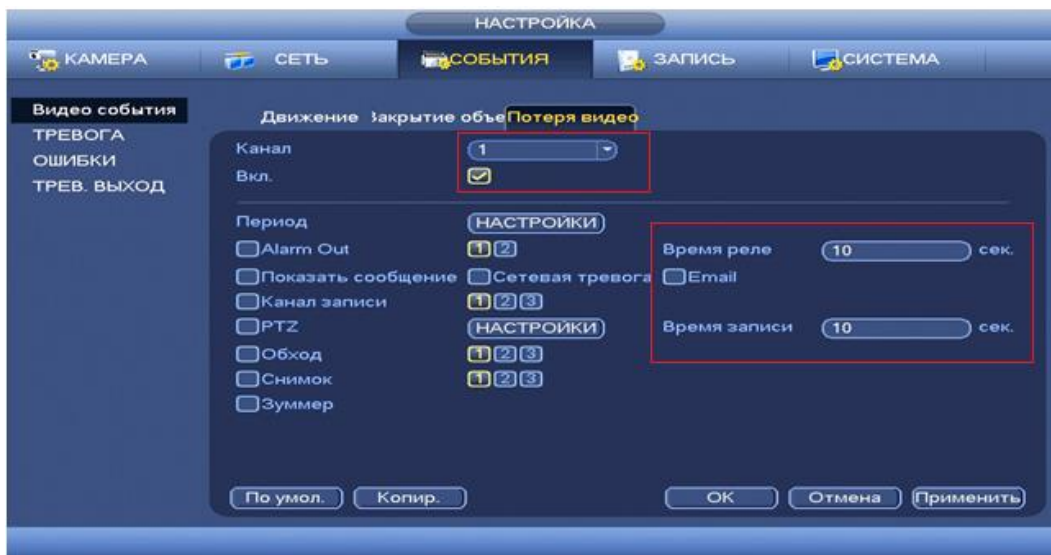 НАСТРОЙКА
КАМЕРА СЕТЬ СОБЫТИЯ ЗАПИСЬ СИСТЕМА
Видео события
ТРЕВОГА
ОШИБКИ
ТРЕВ. ВЫХОД
Движение Закрытие объе Потеря видео
Канал 1
Вкл.
Период НАСТРОЙКИ
Alarm Out 1 2 Время реле 10 сек.
Показать сообщение Сетевая тревога Email
Канал записи 1 2 3
PTZ НАСТРОЙКИ Время записи 10 сек.
Обход 1 2 3
Снимок 1 2 3
Зуммер
По умол. Копир. OK Отмена Применить